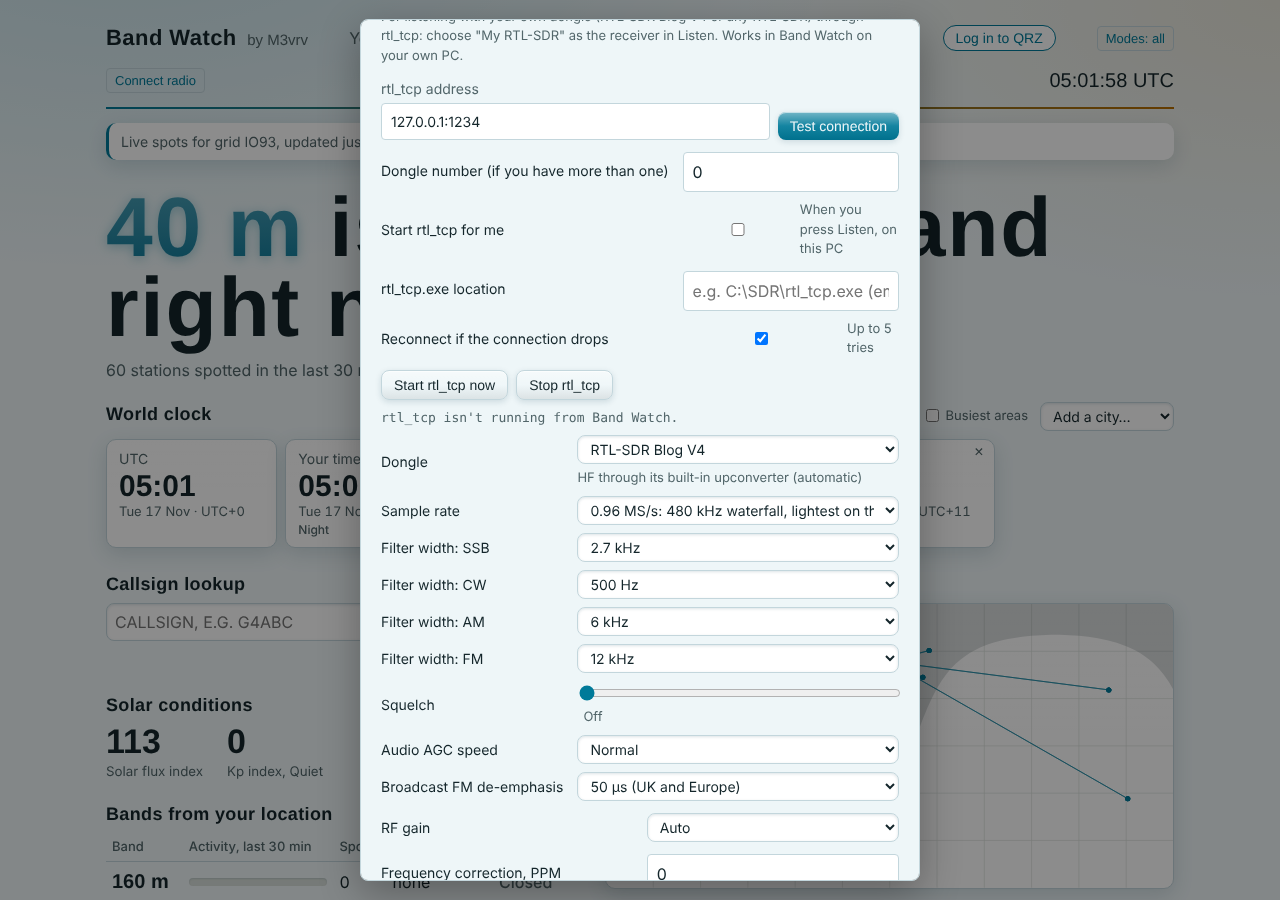 Band Watch by M3vrv
Log in to QRZ
Modes: all
Connect radio
05:01:58 UTC
Live spots for grid IO93, updated
40 m
right
60 stations spotted in the last 30
World clock
Busiest areas
Add a city...
UTC
05:01
Tue 17 Nov · UTC+0
Your time
Tue 17
Night
×
UTC+11
Callsign lookup
CALLSIGN, E.G. G4ABC
Solar conditions
113
0
Solar flux index
Kp index, Quiet
Bands from your location
Band
Activity, last 30 min
160 m
0
none
Closed
rtl_tcp: choose "My RTL-SDR" as the receiver in Listen. Works in Band Watch on
your own PC.
rtl_tcp address
127.0.0.1:1234
Test connection
Dongle number (if you have more than one)
0
Start rtl_tcp for me
When you
press Listen, on
this PC
rtl_tcp.exe location
e.g. C:\SDR\rtl_tcp.exe (er
Reconnect if the connection drops
Up to 5
tries
Start rtl_tcp now
Stop rtl_tcp
rtl_tcp isn't running from Band Watch.
Dongle
RTL-SDR Blog V4
HF through its built-in upconverter (automatic)
Sample rate
0.96 MS/s: 480 kHz waterfall, lightest on th
Filter width: SSB
2.7 kHz
Filter width: CW
500 Hz
Filter width: AM
6 kHz
Filter width: FM
12 kHz
Squelch
Off
Audio AGC speed
Normal
Broadcast FM de-emphasis
50 µs (UK and Europe)
RF gain
Auto
Frequency correction, PPM
0